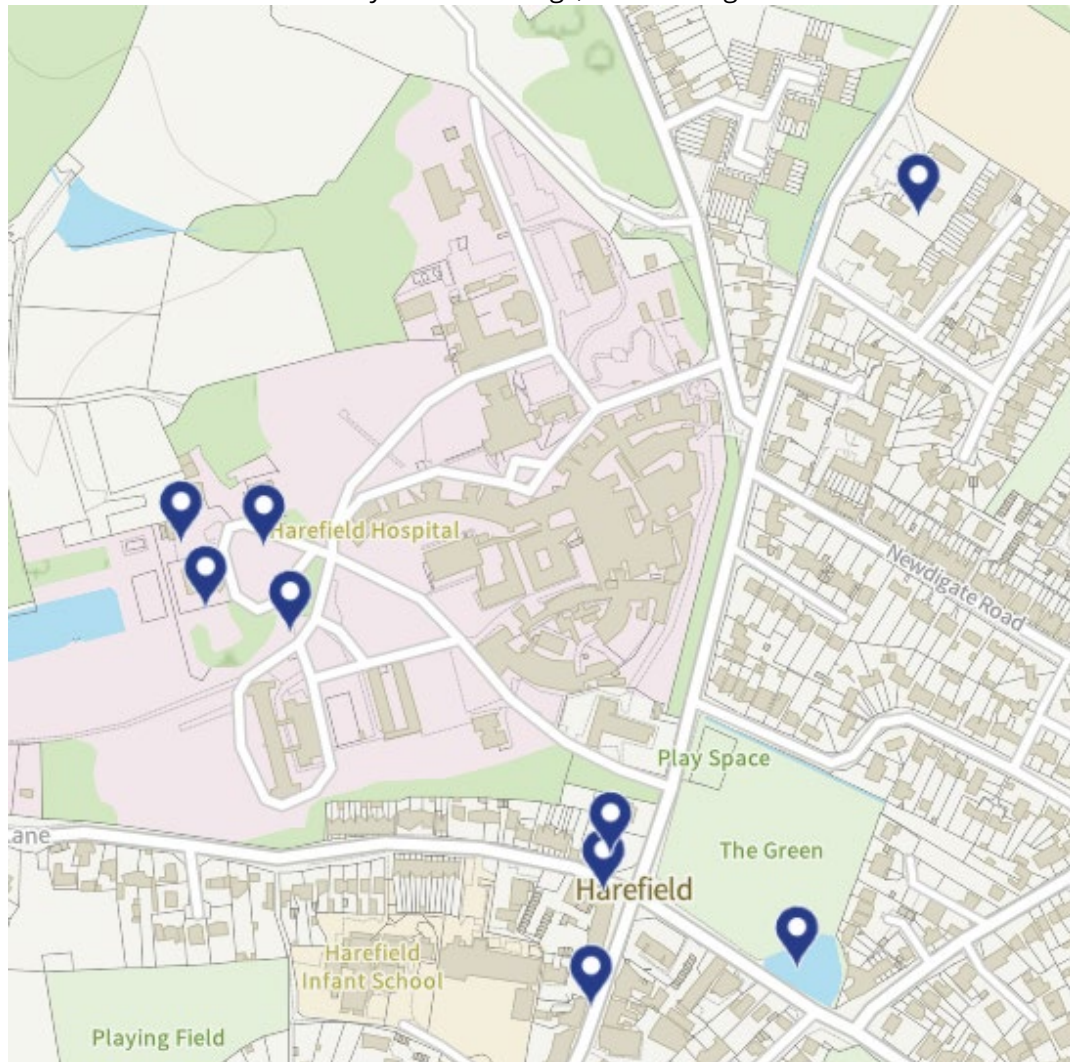 Harefield Hospital
Newdigate Road
Play Space
ane
The Green
Harefield
Harefield
Infant School
Playing Field